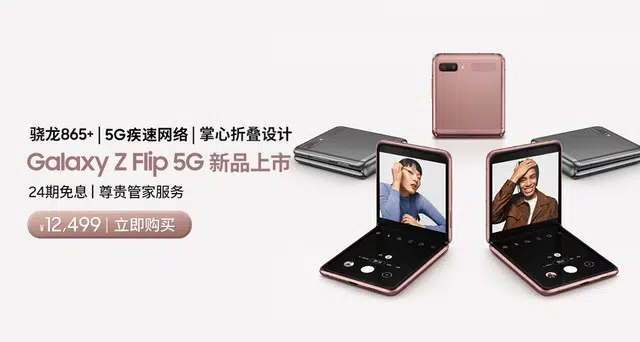 骁龙865+ | 5G疾速网络 | 掌心折叠设计
Galaxy Z Flip 5G 新品上市
24期免息 | 尊贵管家服务
¥12,499 | 立即购买